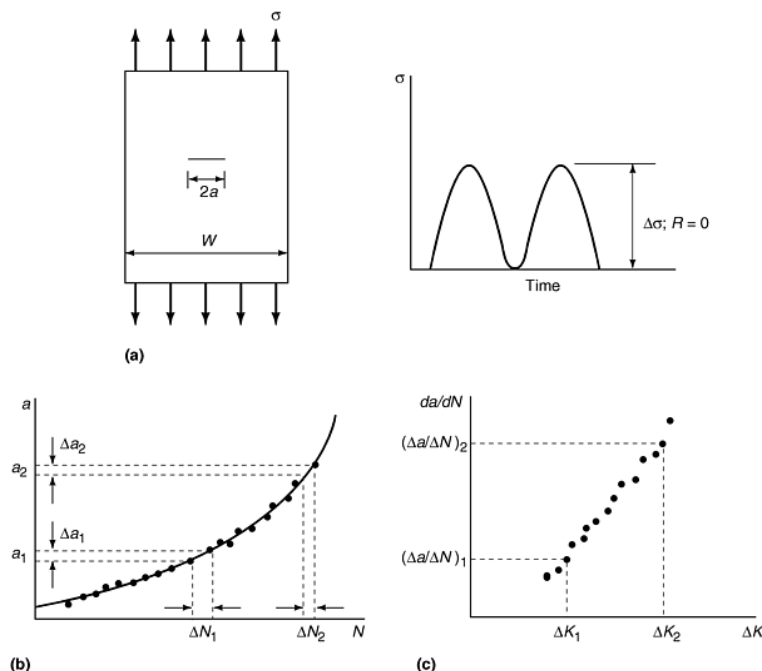 σ
2a
W
(a)
σ
Δσ; R = 0
Time
a
Δa₂
a₂
Δa₁
a₁
ΔN₁
ΔN₂
N
(b)
da/dN
(Δa/ΔN)₂
(Δa/ΔN)₁
ΔK₁
ΔK₂
ΔK
(c)